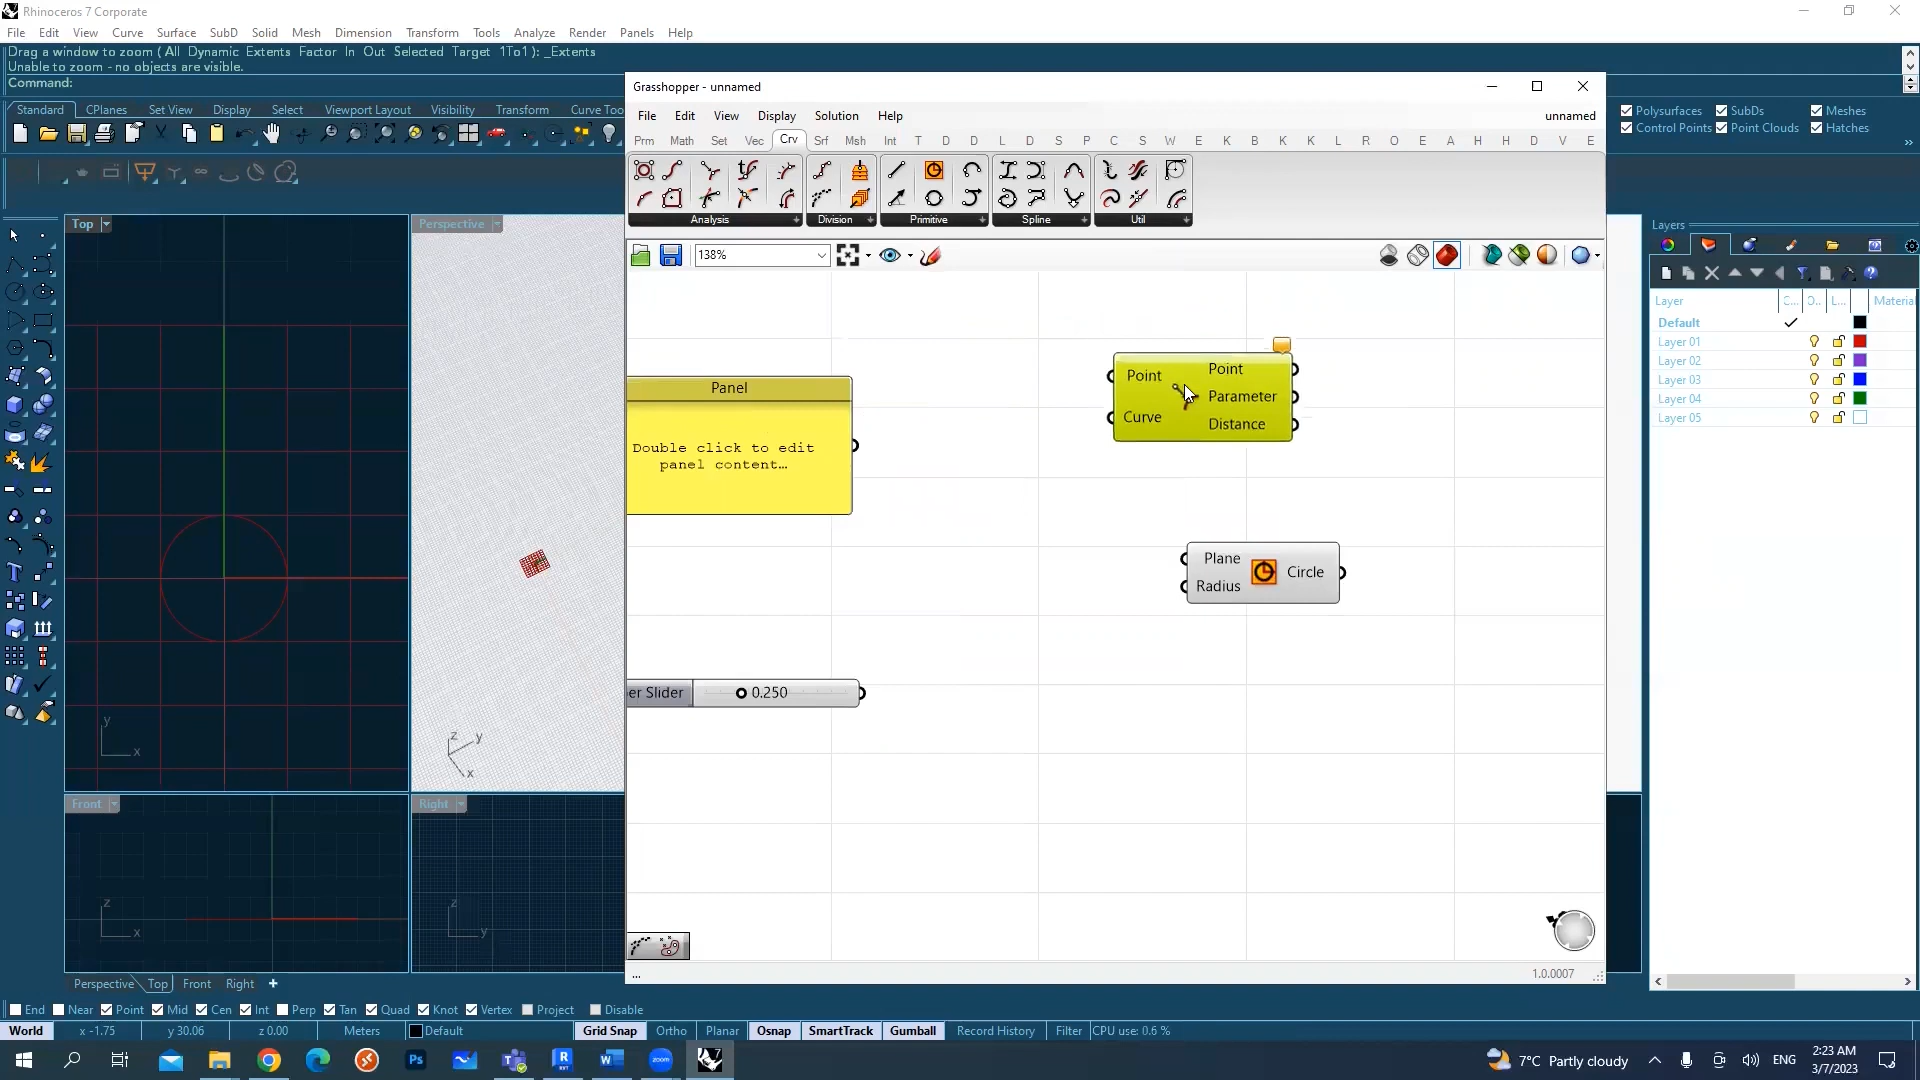 Rhinoceros 7 Corporate
File Edit View Curve Surface SubD Solid Mesh Dimension Transform Tools Analyze Render Panels Help
Drag a window to zoom ( All Dynamic Extents Factor In Out Selected Target 1To1 ): _Extents
Unable to zoom - no objects are visible.
Command:
Standard CPlanes Set View Display Select Viewport Layout Visibility Transform Curve Too
Polysurfaces SubDs Meshes
Control Points Point Clouds Hatches
»
Grasshopper - unnamed
File Edit View Display Solution Help unnamed
Prm Math Set Vec Crv Srf Msh Int T D D L D S P C S W E K B K K L R O E A H H D V E
Analysis Division Primitive Spline Util
138%
Top
Perspective
Panel
Double click to edit
panel content...
Point
Curve
Point
Parameter
Distance
Plane
Radius
Circle
er Slider 0.250
y
x
z
y
x
Front
Right
z
x
z
y
...
1.0.0007
Layers
Layer C... O.. L... Materia
Default
Layer 01
Layer 02
Layer 03
Layer 04
Layer 05
Perspective Top Front Right
End Near Point Mid Cen Int Perp Tan Quad Knot Vertex Project Disable
World x -1.75 y 30.06 z 0.00 Meters Default Grid Snap Ortho Planar Osnap SmartTrack Gumball Record History Filter CPU use: 0.6 %
Ps
R
RVT
W
zoom
7°C Partly cloudy
ENG
2:23 AM
3/7/2023